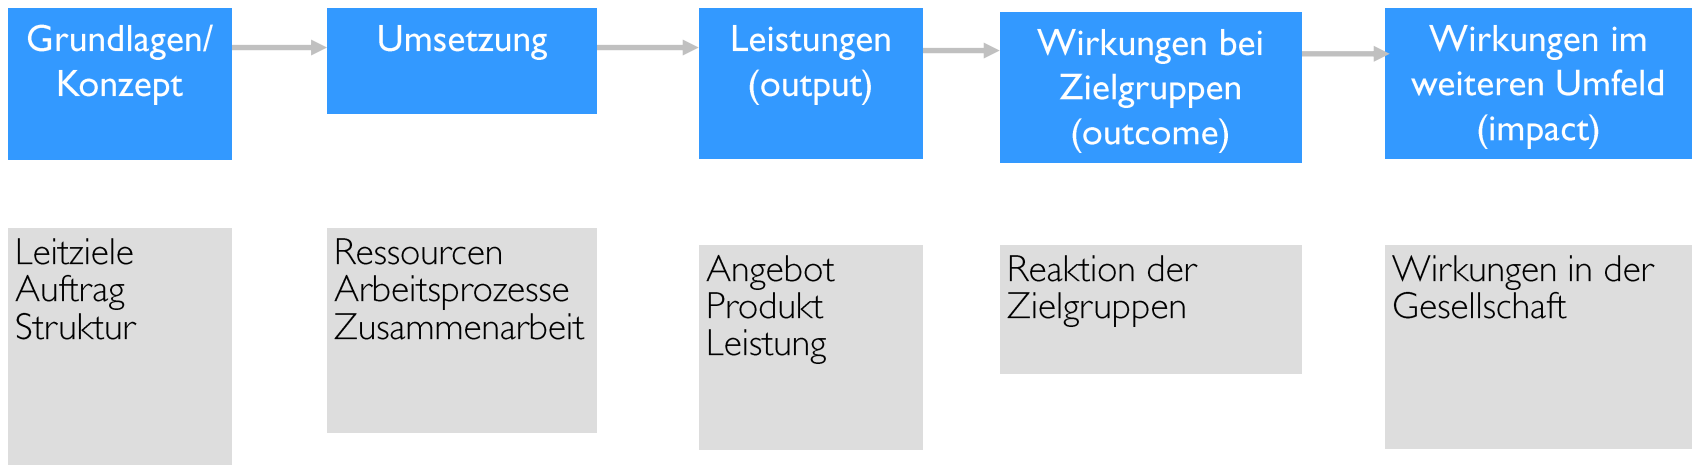 Grundlagen/
Konzept
Umsetzung
Leistungen
(output)
Wirkungen bei
Zielgruppen
(outcome)
Wirkungen im
weiteren Umfeld
(impact)
Leitziele
Auftrag
Struktur
Ressourcen
Arbeitsprozesse
Zusammenarbeit
Angebot
Produkt
Leistung
Reaktion der
Zielgruppen
Wirkungen in der
Gesellschaft